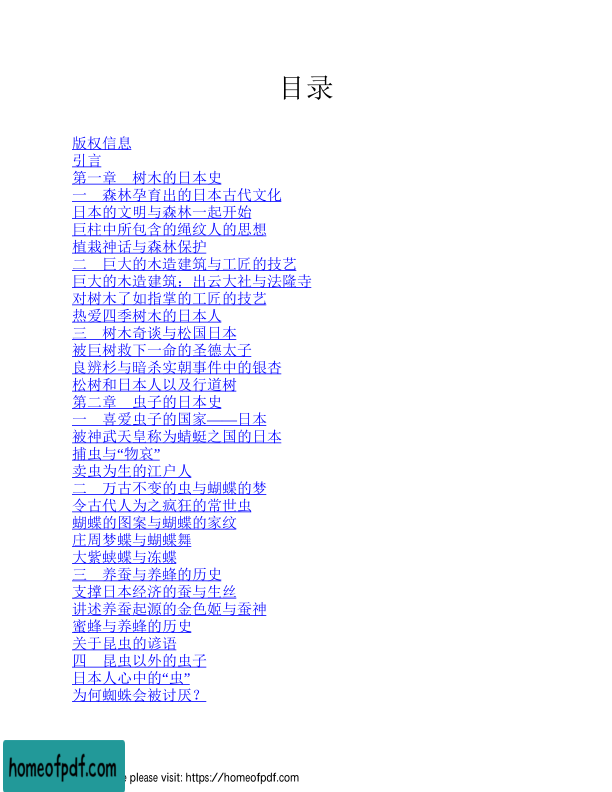 目录
版权信息
引言
第一章　树木的日本史
一　森林孕育出的日本古代文化
日本的文明与森林一起开始
巨柱中所包含的绳纹人的思想
植栽神话与森林保护
二　巨大的木造建筑与工匠的技艺
巨大的木造建筑：出云大社与法隆寺
对树木了如指掌的工匠的技艺
热爱四季树木的日本人
三　树木奇谈与松国日本
被巨树救下一命的圣德太子
良辨杉与暗杀实朝事件中的银杏
松树和日本人以及行道树
第二章　虫子的日本史
一　喜爱虫子的国家——日本
被神武天皇称为蜻蜓之国的日本
捕虫与“物哀”
卖虫为生的江户人
二　万古不变的虫与蝴蝶的梦
令古代人为之疯狂的常世虫
蝴蝶的图案与蝴蝶的家纹
庄周梦蝶与蝴蝶舞
大紫蛱蝶与冻蝶
三　养蚕与养蜂的历史
支撑日本经济的蚕与生丝
讲述养蚕起源的金色姬与蚕神
蜜蜂与养蜂的历史
关于昆虫的谚语
四　昆虫以外的虫子
日本人心中的“虫”
为何蜘蛛会被讨厌？
homeofpdf.com
e please visit: https://homeofpdf.com